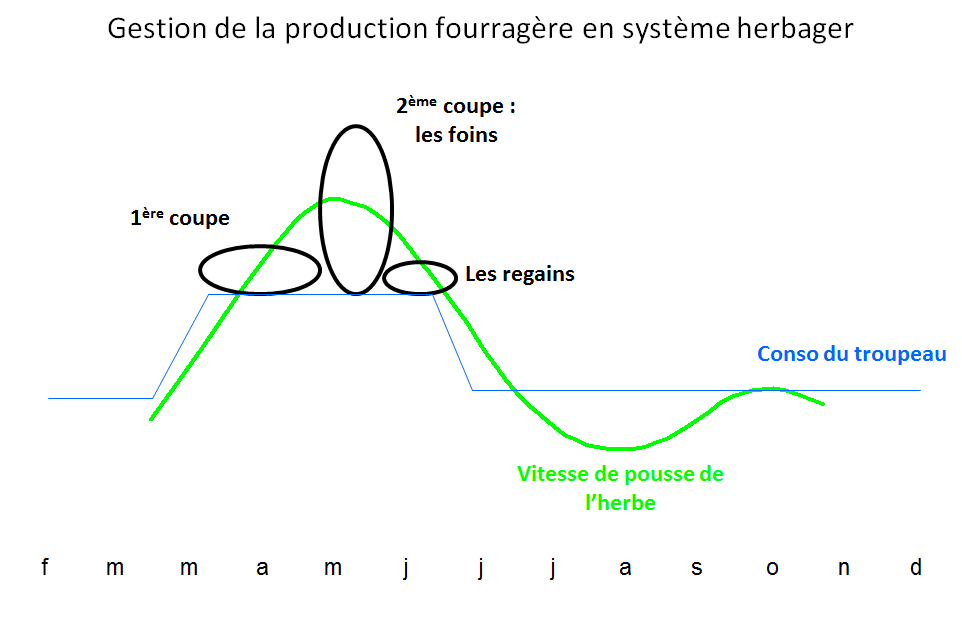 Gestion de la production fourragère en système herbager
2ème coupe :
les foins
1ère coupe
Les regains
Conso du troupeau
Vitesse de pousse de
l’herbe
f m m a m j j j a s o n d